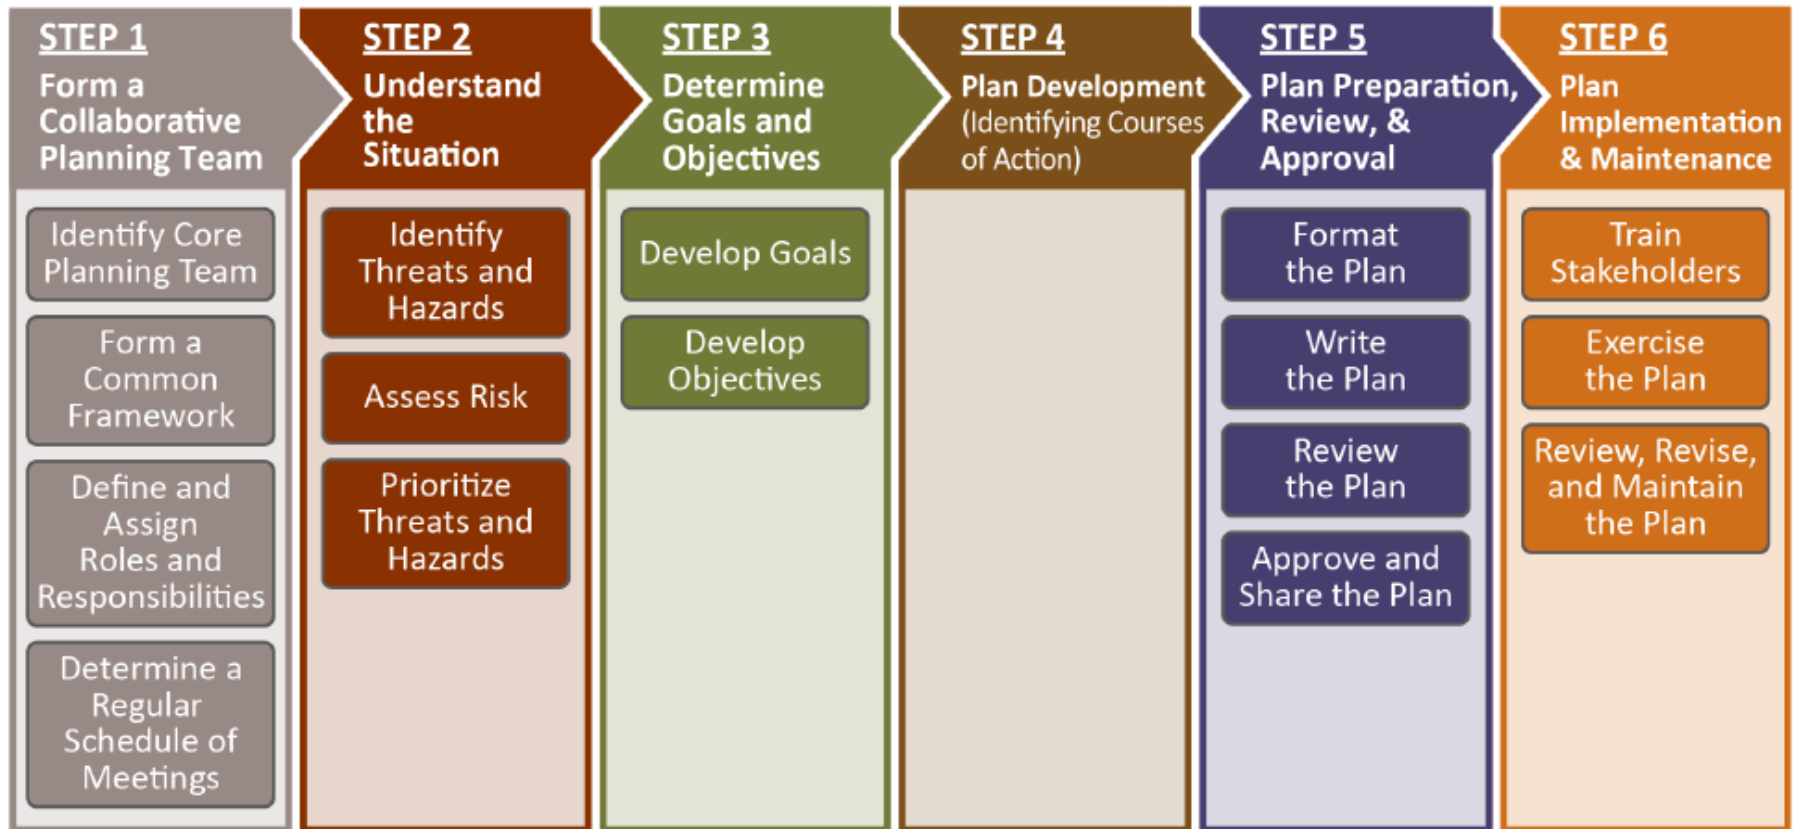 STEP 1
Form a
Collaborative
Planning Team
Identify Core
Planning Team
Form a
Common
Framework
Define and
Assign
Roles and
Responsibilities
Determine a
Regular
Schedule of
Meetings
STEP 2
Understand
the
Situation
Identify
Threats and
Hazards
Assess Risk
Prioritize
Threats and
Hazards
STEP 3
Determine
Goals and
Objectives
Develop Goals
Develop
Objectives
STEP 4
Plan Development
(Identifying Courses
of Action)
STEP 5
Plan Preparation,
Review, &
Approval
Format
the Plan
Write
the Plan
Review
the Plan
Approve and
Share the Plan
STEP 6
Plan
Implementation
& Maintenance
Train
Stakeholders
Exercise
the Plan
Review, Revise,
and Maintain
the Plan